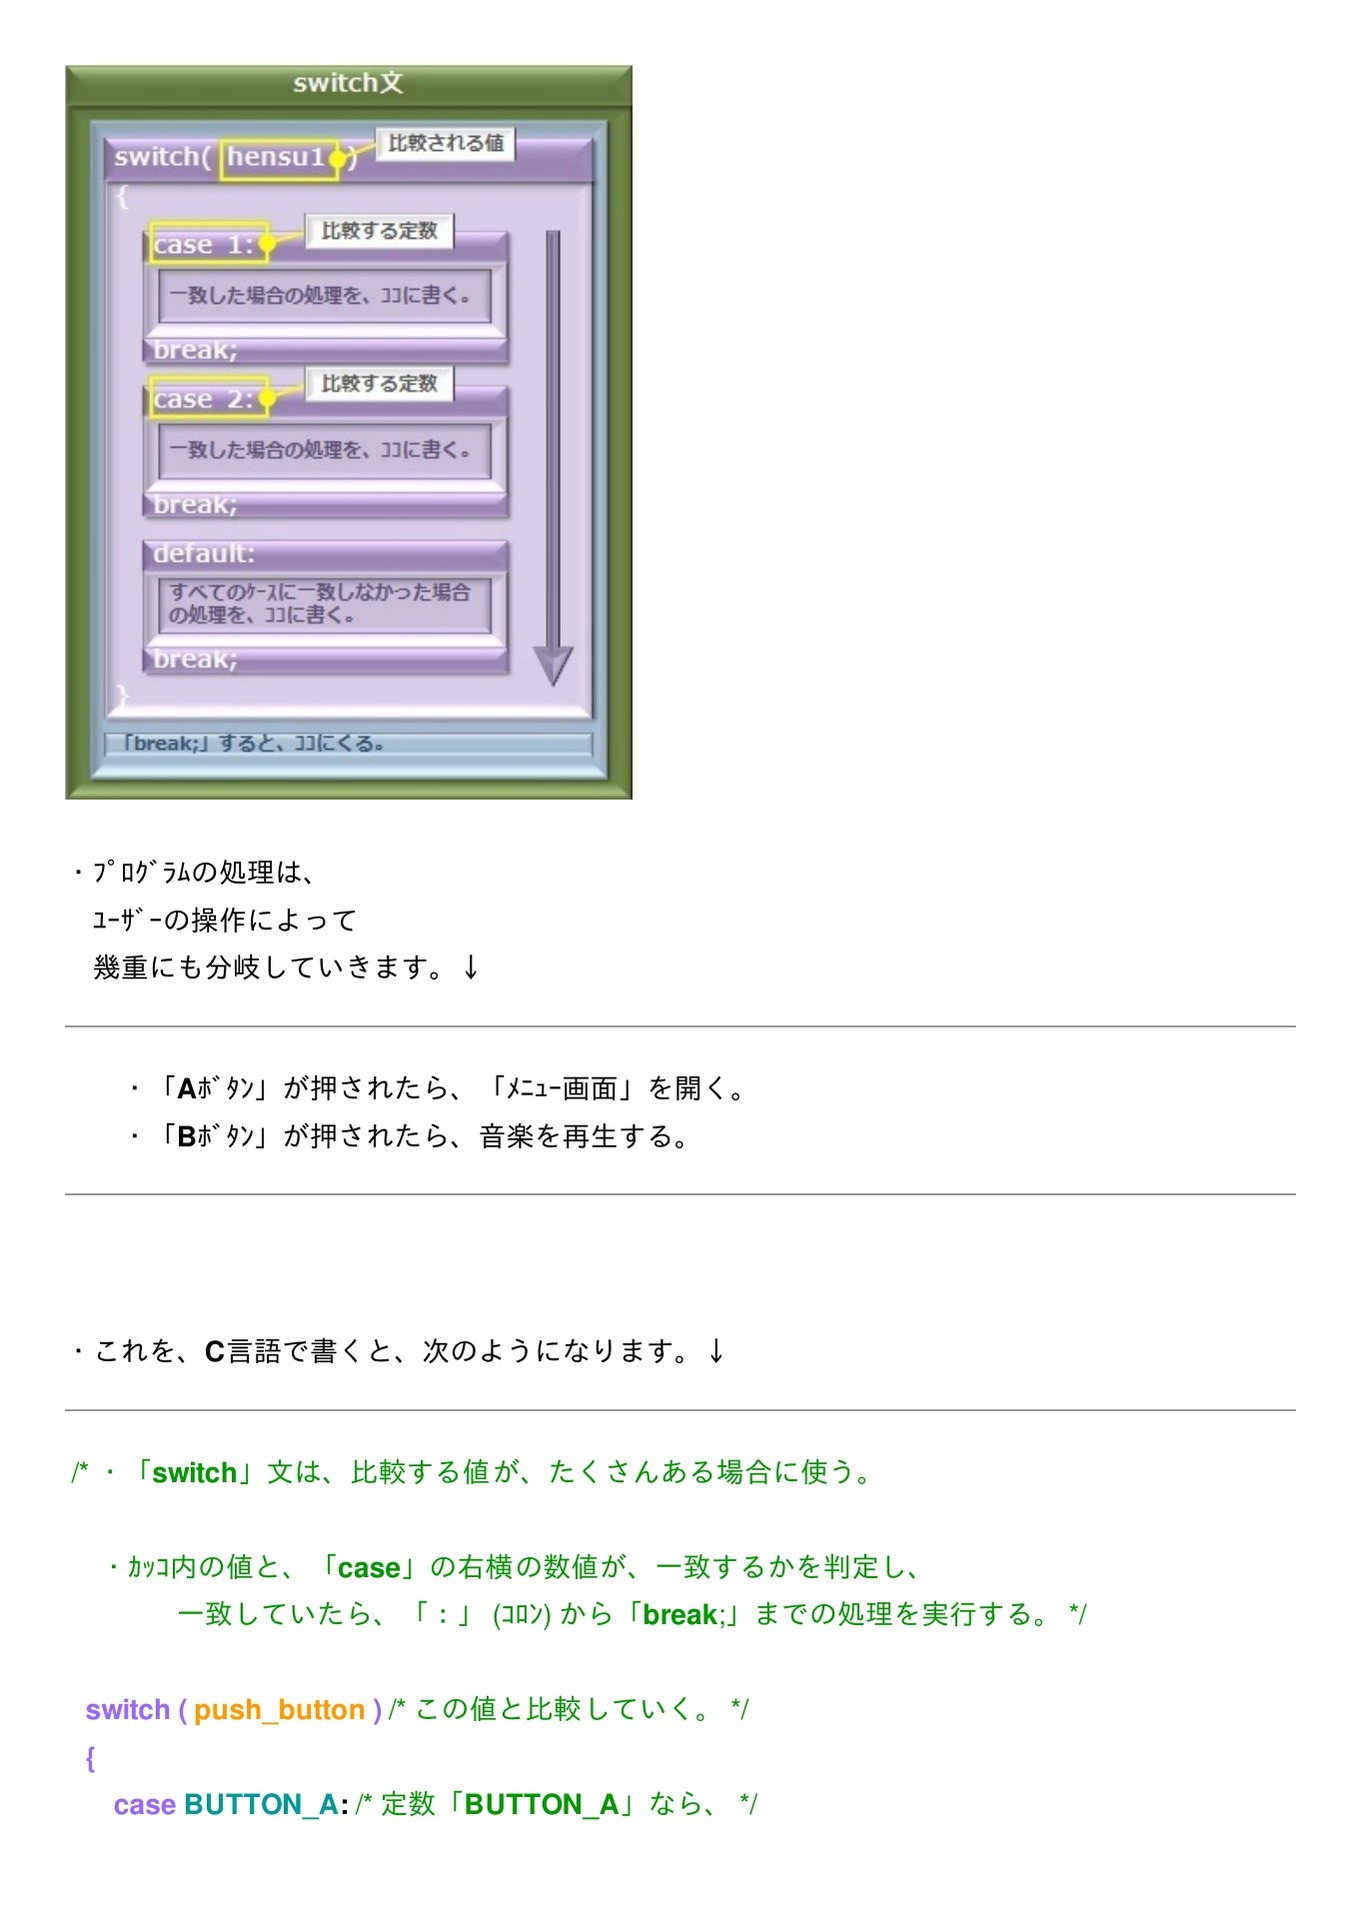 switch文
switch( hensu1 )
比較される値
{
case 1:
比較する定数
一致した場合の処理を、ｺｺに書く。
break;
case 2:
比較する定数
一致した場合の処理を、ｺｺに書く。
break;
default:
すべてのｹｰｽに一致しなかった場合
の処理を、ｺｺに書く。
break;
}
「break;」すると、ｺｺにくる。
・ﾌﾟﾛｸﾞﾗﾑの処理は、
ﾕｰｻﾞｰの操作によって
幾重にも分岐していきます。↓
・「Aﾎﾞﾀﾝ」が押されたら、「ﾒﾆｭｰ画面」を開く。
・「Bﾎﾞﾀﾝ」が押されたら、音楽を再生する。
・これを、C言語で書くと、次のようになります。↓
/* ・「switch」文は、比較する値が、たくさんある場合に使う。
・ｶｯｺ内の値と、「case」の右横の数値が、一致するかを判定し、
一致していたら、「：」 (ｺﾛﾝ) から「break;」までの処理を実行する。 */
switch ( push_button ) /* この値と比較していく。 */
{
case BUTTON_A: /* 定数「BUTTON_A」なら、 */